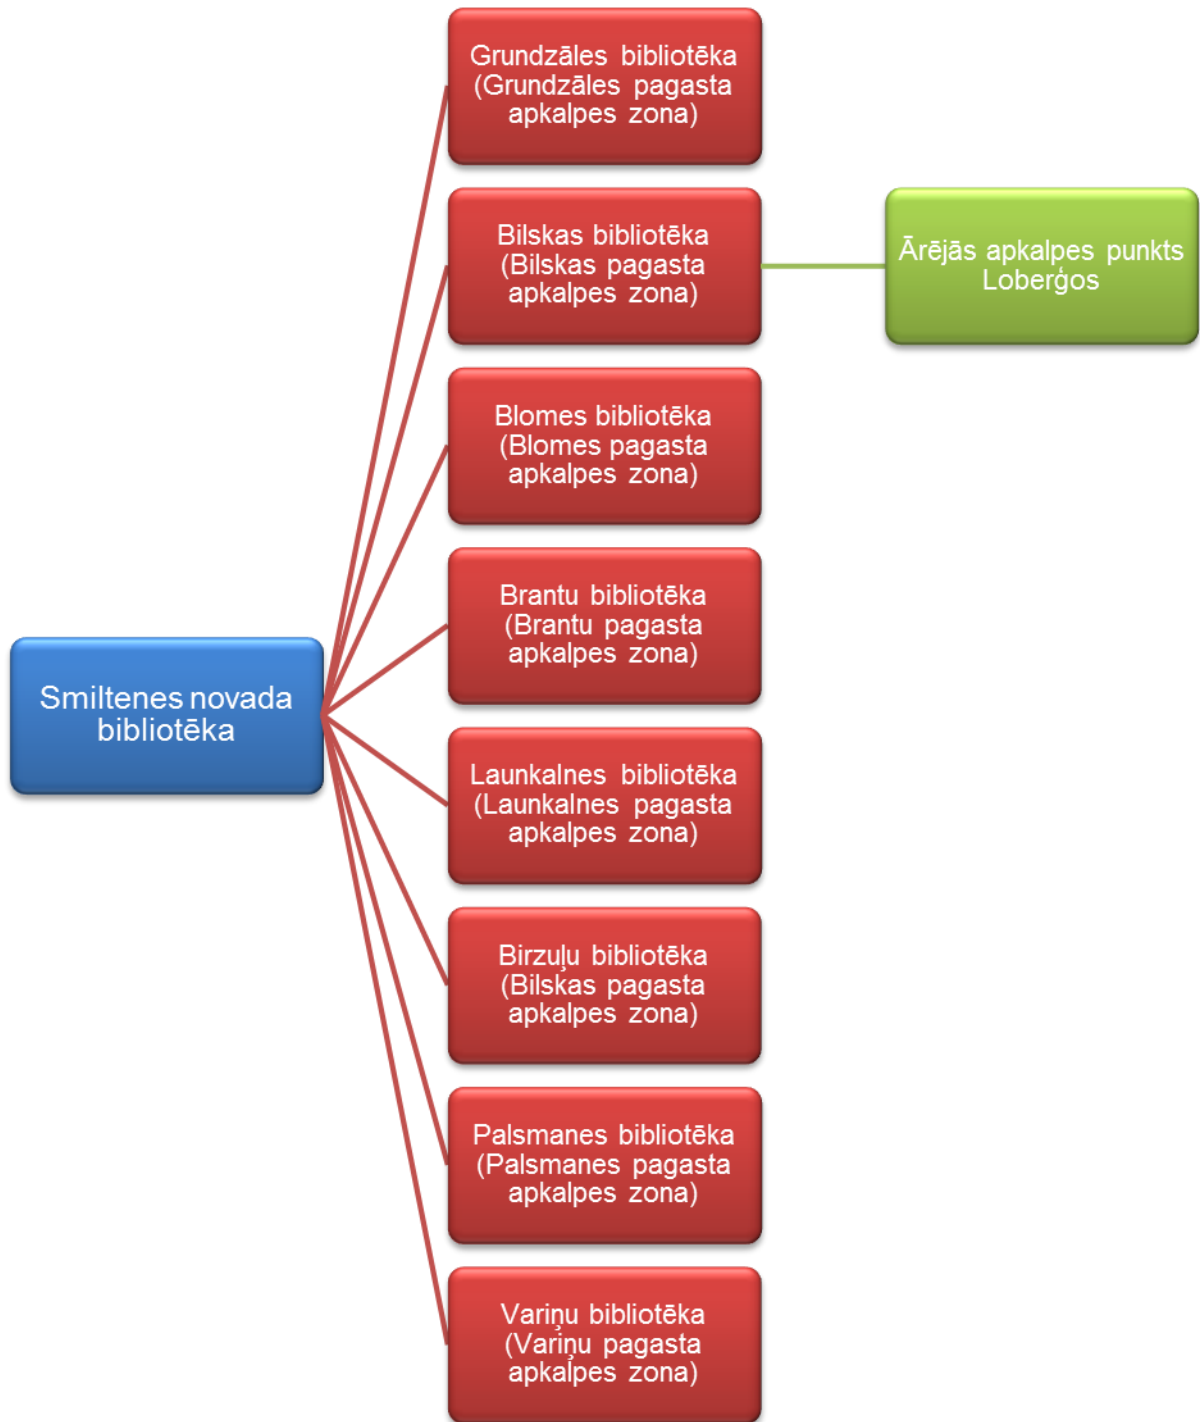 Grundzāles bibliotēka
(Grundzāles pagasta
apkalpes zona)
Bilskas bibliotēka
(Bilskas pagasta
apkalpes zona)
Ārējās apkalpes punkts
Loberģos
Blomes bibliotēka
(Blomes pagasta
apkalpes zona)
Brantu bibliotēka
(Brantu pagasta
apkalpes zona)
Smiltenes novada
bibliotēka
Launkalnes bibliotēka
(Launkalnes pagasta
apkalpes zona)
Birzuļu bibliotēka
(Bilskas pagasta
apkalpes zona)
Palsmanes bibliotēka
(Palsmanes pagasta
apkalpes zona)
Variņu bibliotēka
(Variņu pagasta
apkalpes zona)